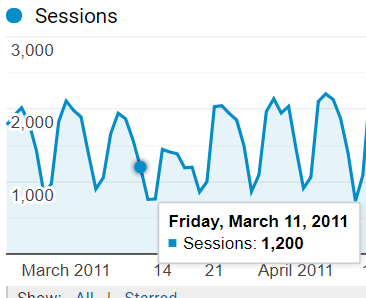 Sessions
3,000
2,000
1,000
Friday, March 11, 2011
Sessions: 1,200
March 2011 14 21 April 2011
Show: All | Starred